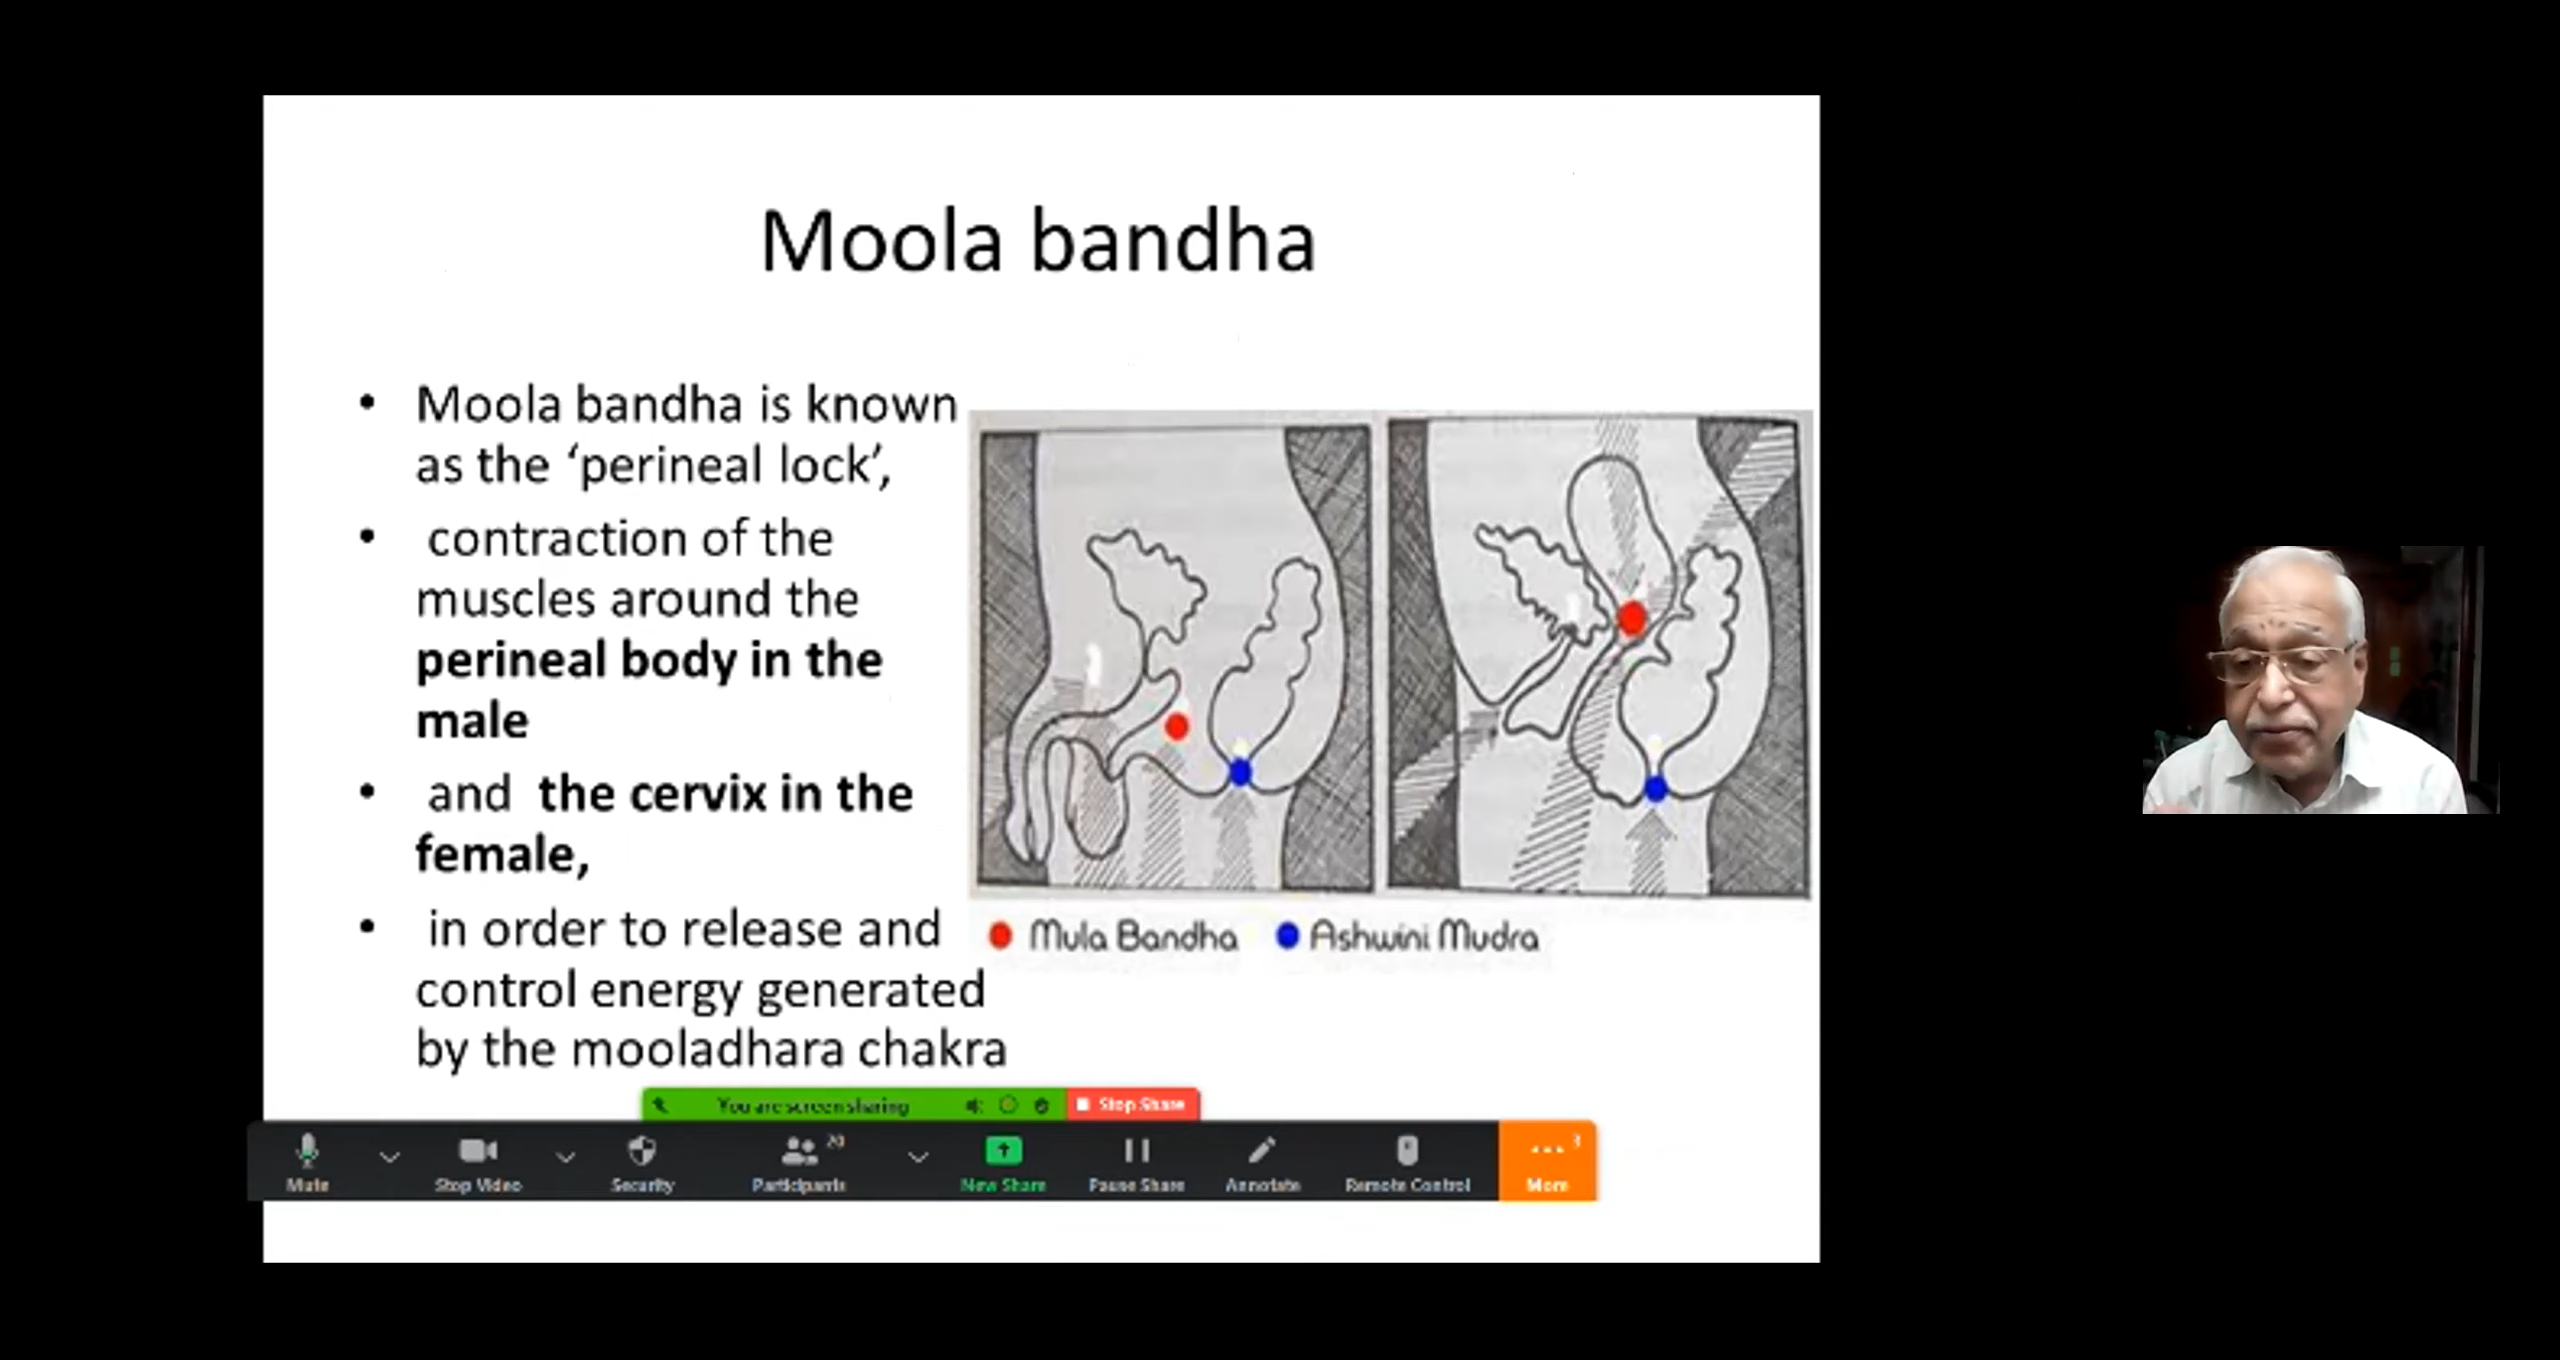 Moola bandha
• Moola bandha is known
as the ‘perineal lock’,
• contraction of the
muscles around the
perineal body in the
male
• and the cervix in the
female,
• in order to release and
control energy generated
by the mooladhara chakra
Mula Bandha Ashwini Mudra
You are screen sharing Stop Share
20 3
Mute Stop Video Security Participants New Share Pause Share Annotate Remote Control More